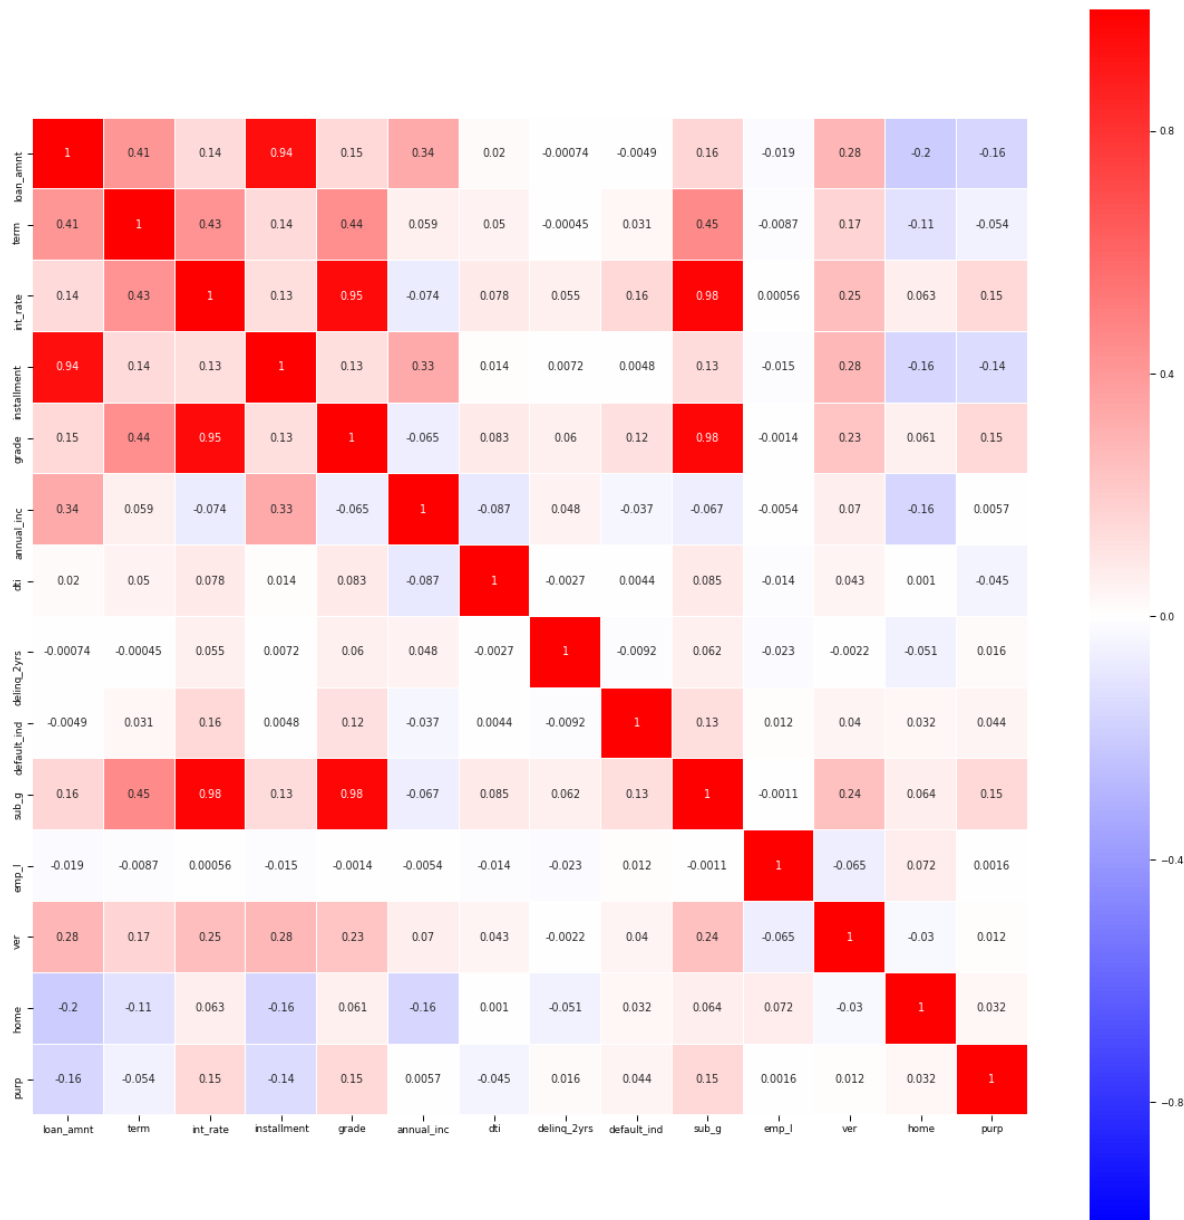 0.8
loan_amnt 1 0.41 0.14 0.94 0.15 0.34 0.02 -0.00074 -0.0049 0.16 -0.019 0.28 -0.2 -0.16
term 0.41 1 0.43 0.14 0.44 0.059 0.05 -0.00045 0.031 0.45 -0.0087 0.17 -0.11 -0.054
int_rate 0.14 0.43 1 0.13 0.95 -0.074 0.078 0.055 0.16 0.98 0.00056 0.25 0.063 0.15
installment 0.94 0.14 0.13 1 0.13 0.33 0.014 0.0072 0.0048 0.13 -0.015 0.28 -0.16 -0.14
0.4
grade 0.15 0.44 0.95 0.13 1 -0.065 0.083 0.06 0.12 0.98 -0.0014 0.23 0.061 0.15
annual_inc 0.34 0.059 -0.074 0.33 -0.065 1 -0.087 0.048 -0.037 -0.067 -0.0054 0.07 -0.16 0.0057
dti 0.02 0.05 0.078 0.014 0.083 -0.087 1 -0.0027 0.0044 0.085 -0.014 0.043 0.001 -0.045
0.0
delinq_2yrs -0.00074 -0.00045 0.055 0.0072 0.06 0.048 -0.0027 1 -0.0092 0.062 -0.023 -0.0022 -0.051 0.016
default_ind -0.0049 0.031 0.16 0.0048 0.12 -0.037 0.0044 -0.0092 1 0.13 0.012 0.04 0.032 0.044
sub_g 0.16 0.45 0.98 0.13 0.98 -0.067 0.085 0.062 0.13 1 -0.0011 0.24 0.064 0.15
−0.4
emp_l -0.019 -0.0087 0.00056 -0.015 -0.0014 -0.0054 -0.014 -0.023 0.012 -0.0011 1 -0.065 0.072 0.0016
ver 0.28 0.17 0.25 0.28 0.23 0.07 0.043 -0.0022 0.04 0.24 -0.065 1 -0.03 0.012
home -0.2 -0.11 0.063 -0.16 0.061 -0.16 0.001 -0.051 0.032 0.064 0.072 -0.03 1 0.032
purp -0.16 -0.054 0.15 -0.14 0.15 0.0057 -0.045 0.016 0.044 0.15 0.0016 0.012 0.032 1
−0.8
loan_amnt term int_rate installment grade annual_inc dti delinq_2yrs default_ind sub_g emp_l ver home purp